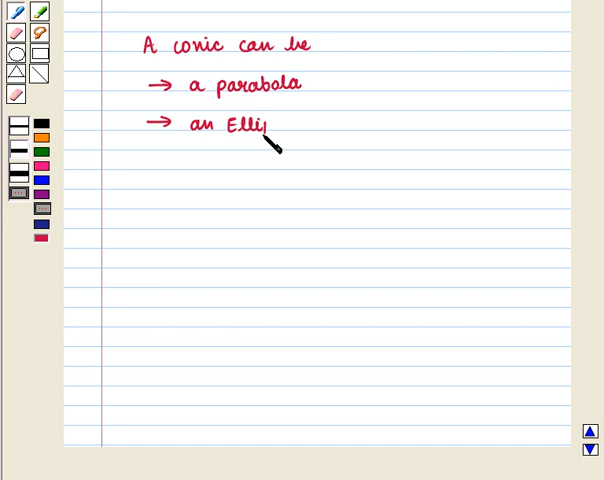 A conic can be
→ a parabola
→ an Elli